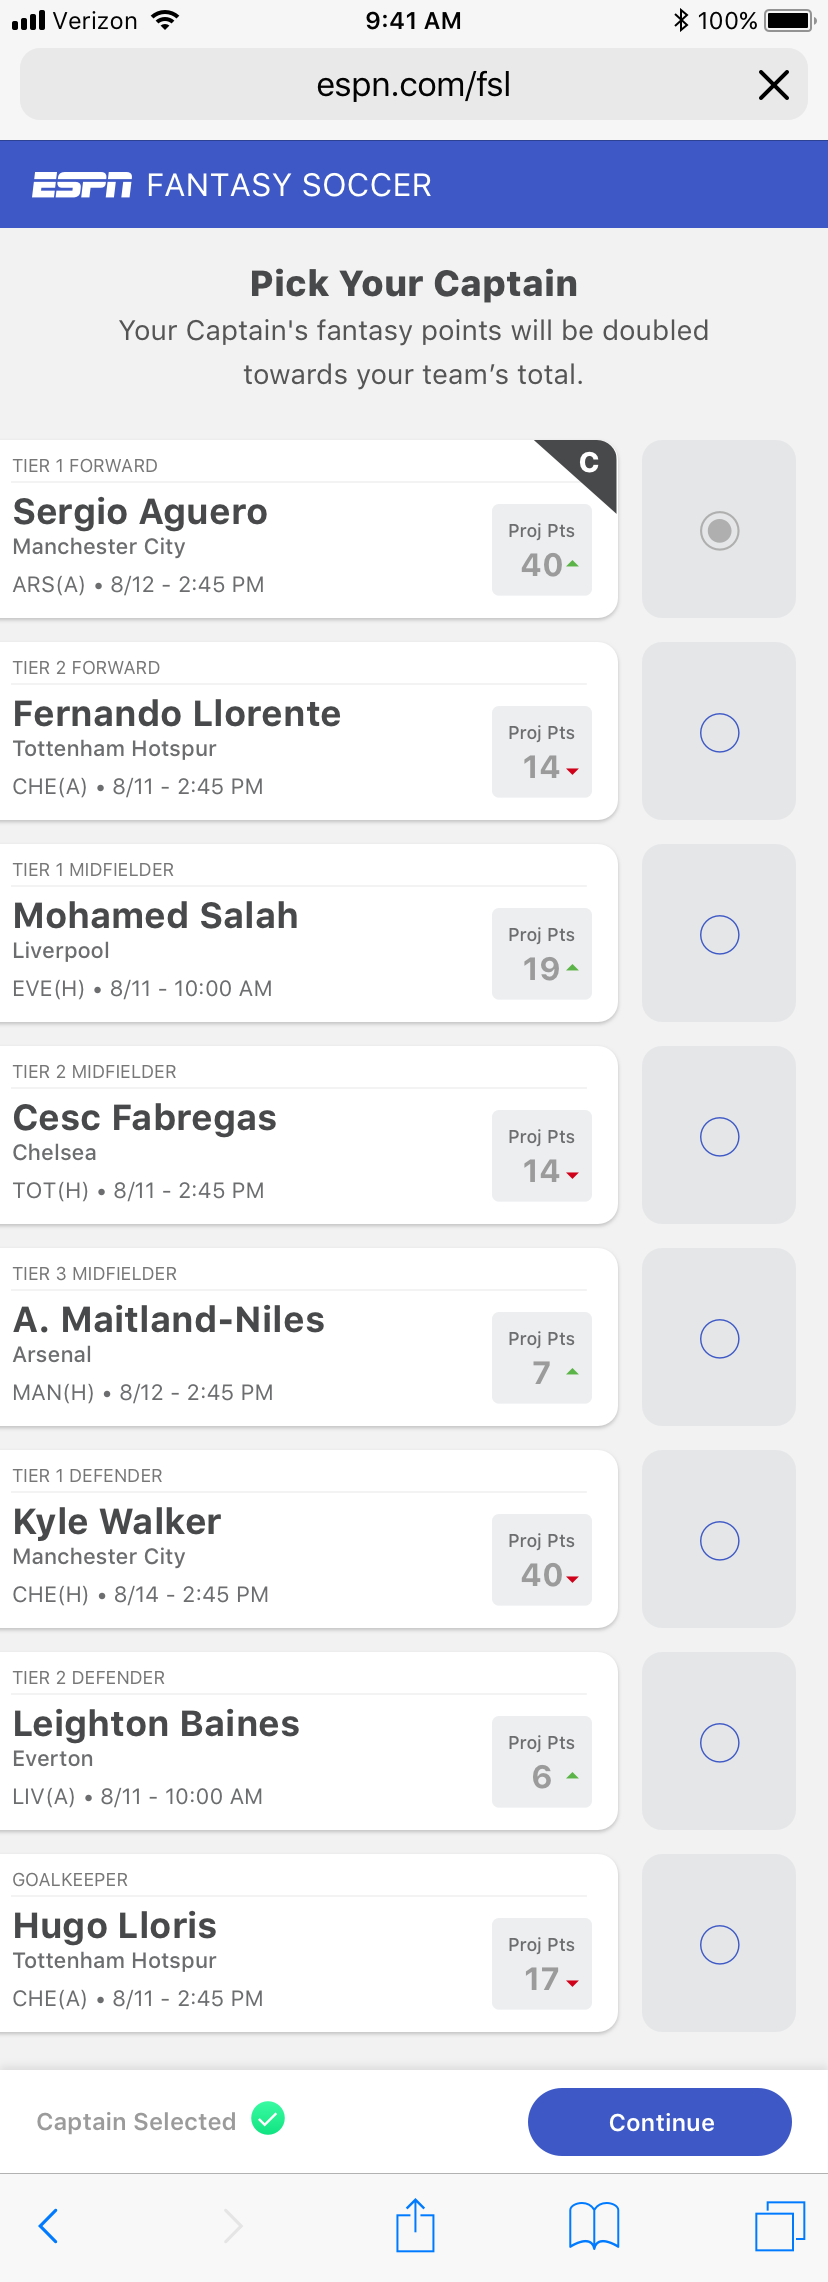 Verizon 9:41 AM 100%
espn.com/fsl
ESPN FANTASY SOCCER
Pick Your Captain
Your Captain's fantasy points will be doubled
towards your team’s total.
TIER 1 FORWARD
C
Sergio Aguero
Manchester City
ARS(A) • 8/12 - 2:45 PM
Proj Pts
40
TIER 2 FORWARD
Fernando Llorente
Tottenham Hotspur
CHE(A) • 8/11 - 2:45 PM
Proj Pts
14
TIER 1 MIDFIELDER
Mohamed Salah
Liverpool
EVE(H) • 8/11 - 10:00 AM
Proj Pts
19
TIER 2 MIDFIELDER
Cesc Fabregas
Chelsea
TOT(H) • 8/11 - 2:45 PM
Proj Pts
14
TIER 3 MIDFIELDER
A. Maitland-Niles
Arsenal
MAN(H) • 8/12 - 2:45 PM
Proj Pts
7
TIER 1 DEFENDER
Kyle Walker
Manchester City
CHE(H) • 8/14 - 2:45 PM
Proj Pts
40
TIER 2 DEFENDER
Leighton Baines
Everton
LIV(A) • 8/11 - 10:00 AM
Proj Pts
6
GOALKEEPER
Hugo Lloris
Tottenham Hotspur
CHE(A) • 8/11 - 2:45 PM
Proj Pts
17
Captain Selected
Continue